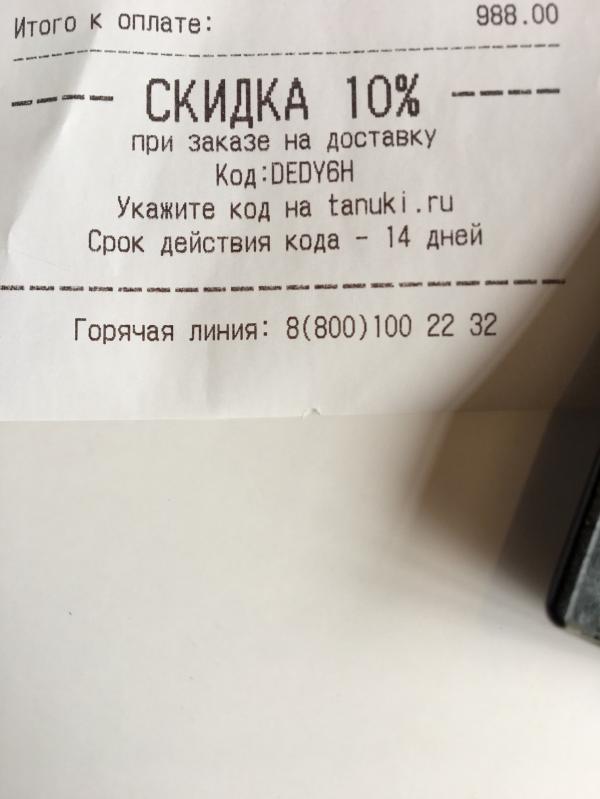 Итого к оплате: 988.00
СКИДКА 10%
при заказе на доставку
Код:DEDY6H
Укажите код на tanuki.ru
Срок действия кода - 14 дней
Горячая линия: 8(800)100 22 32